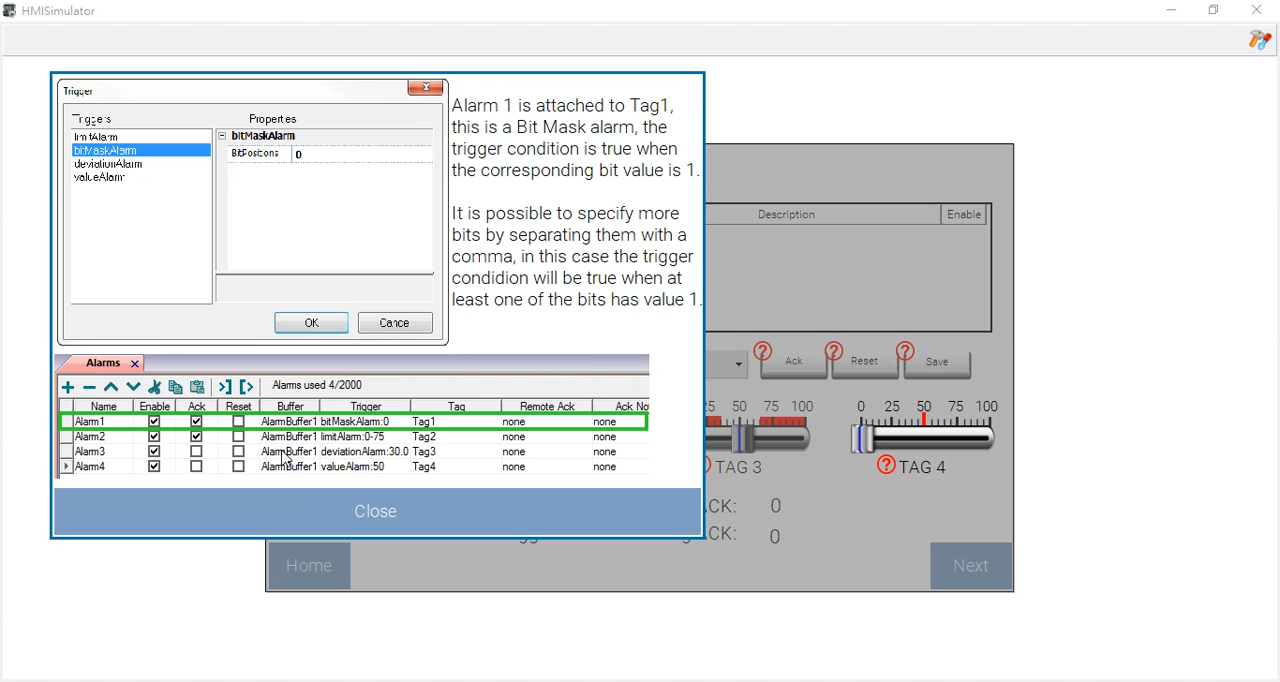 HMISimulator
Trigger
Triggers
Properties
limitAlarm
bitMaskAlarm
deviationAlarm
valueAlarm
bitMaskAlarm
BitPositions 0
OK
Cance
Alarm 1 is attached to Tag1,
this is a Bit Mask alarm, the
trigger condition is true when
the corresponding bit value is 1.
It is possible to specify more
bits by separating them with a
comma, in this case the trigger
condidion will be true when at
least one of the bits has value 1.
Alarms
Alarms used 4/2000
Name Enable Ack Reset Buffer Trigger Tag Remote Ack Ack No
Alarm1 AlarmBuffer1 bitMaskAlarm:0 Tag1 none none
Alarm2 AlarmBuffer1 limitAlarm:0-75 Tag2 none none
Alarm3 AlarmBuffer1 deviationAlarm:30.0 Tag3 none none
Alarm4 AlarmBuffer1 valueAlarm:50 Tag4 none none
Close
Description Enable
? Ack ? Reset ? Save
25 50 75 100
0 25 50 75 100
TAG 3
? TAG 4
CK: 0
CK: 0
Home
Next